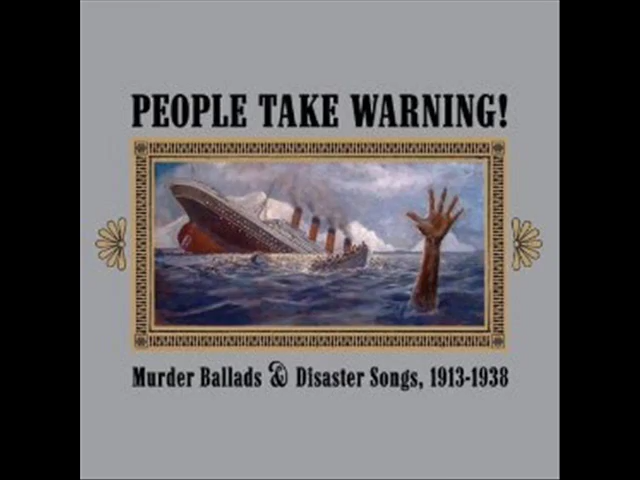 PEOPLE TAKE WARNING!
Murder Ballads & Disaster Songs, 1913-1938